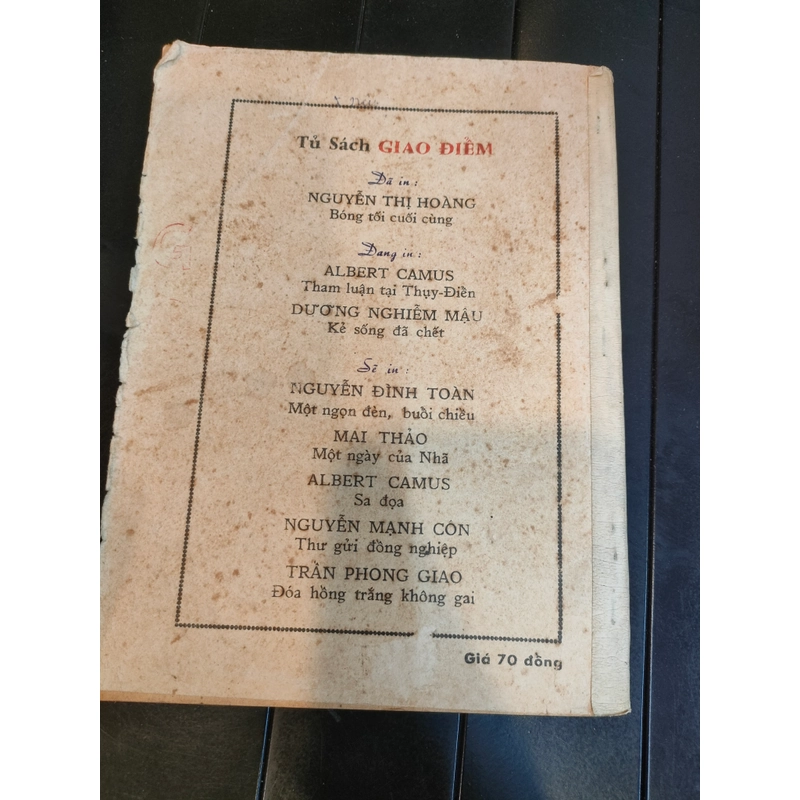 Tủ Sách GIAO ĐIỂM
Đã in :
NGUYỄN THỊ HOÀNG
Bóng tối cuối cùng
Đang in :
ALBERT CAMUS
Tham luận tại Thụy-Điển
DƯƠNG NGHIỄM MẬU
Kẻ sống đã chết
Sẽ in :
NGUYỄN ĐÌNH TOÀN
Một ngọn đèn, buổi chiều
MAI THẢO
Một ngày của Nhã
ALBERT CAMUS
Sa đọa
NGUYỄN MẠNH CÔN
Thư gửi đồng nghiệp
TRẦN PHONG GIAO
Đóa hồng trắng không gai
Giá 70 đồng